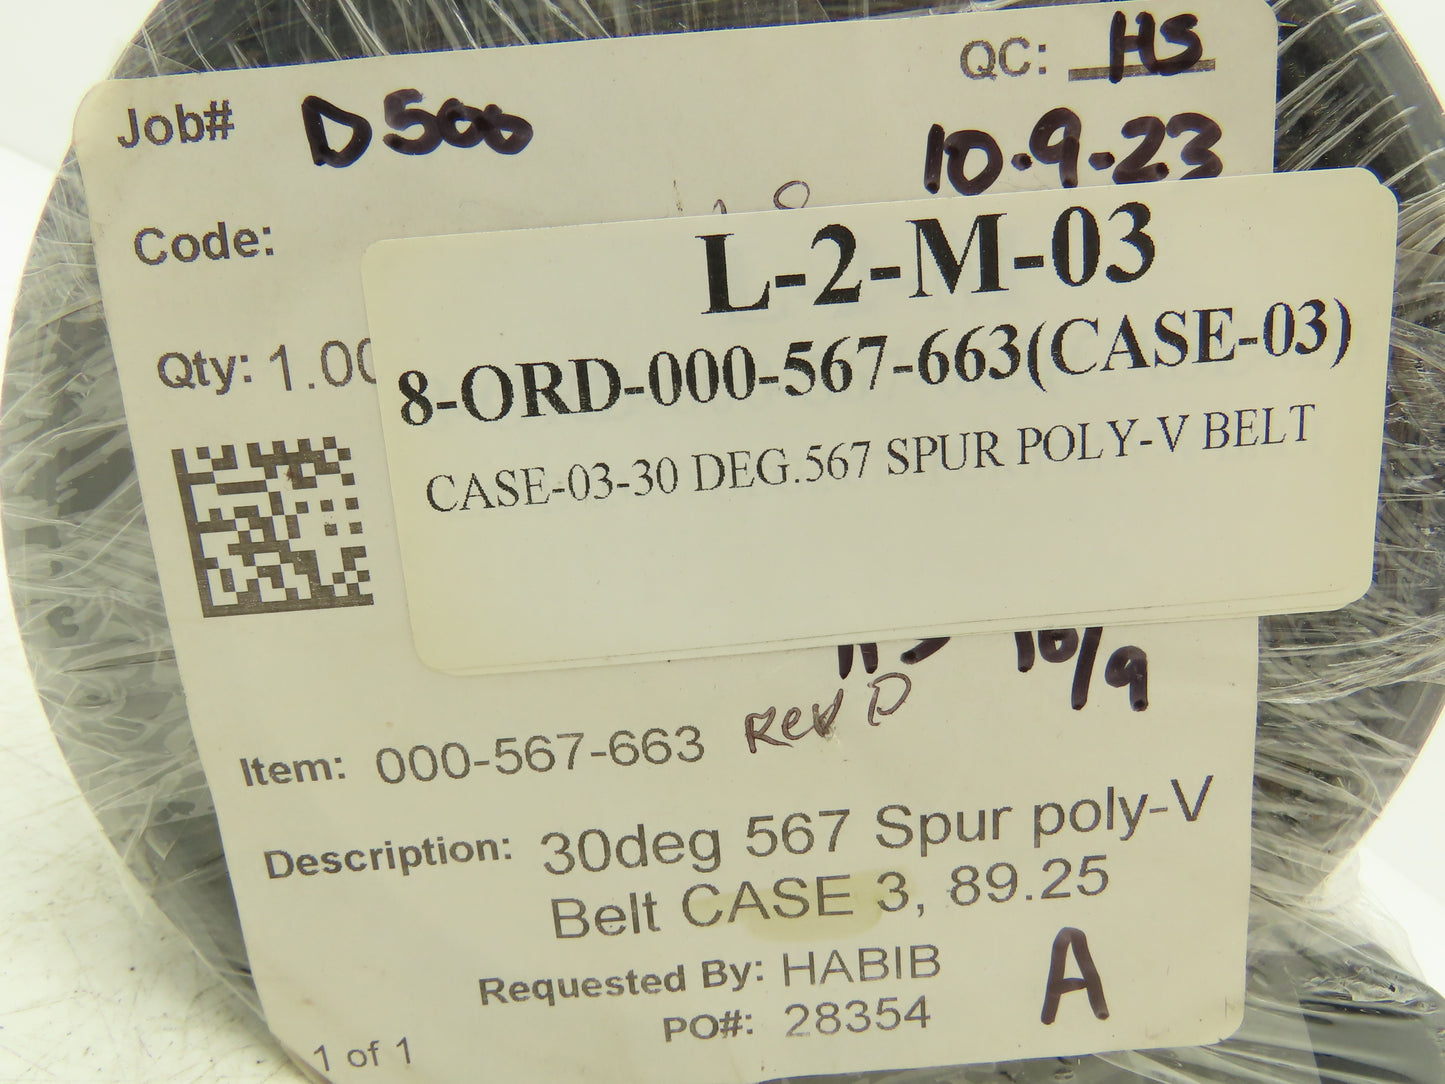 QC: HS
Job# D500
10.9.23
Code:
L-2-M-03
Qty: 1.00
8-ORD-000-567-663(CASE-03)
CASE-03-30 DEG.567 SPUR POLY-V BELT
HS 10/9
Item: 000-567-663 Rev D
Description: 30deg 567 Spur poly-V
Belt CASE 3, 89.25
Requested By: HABIB
A
PO#: 28354
1 of 1